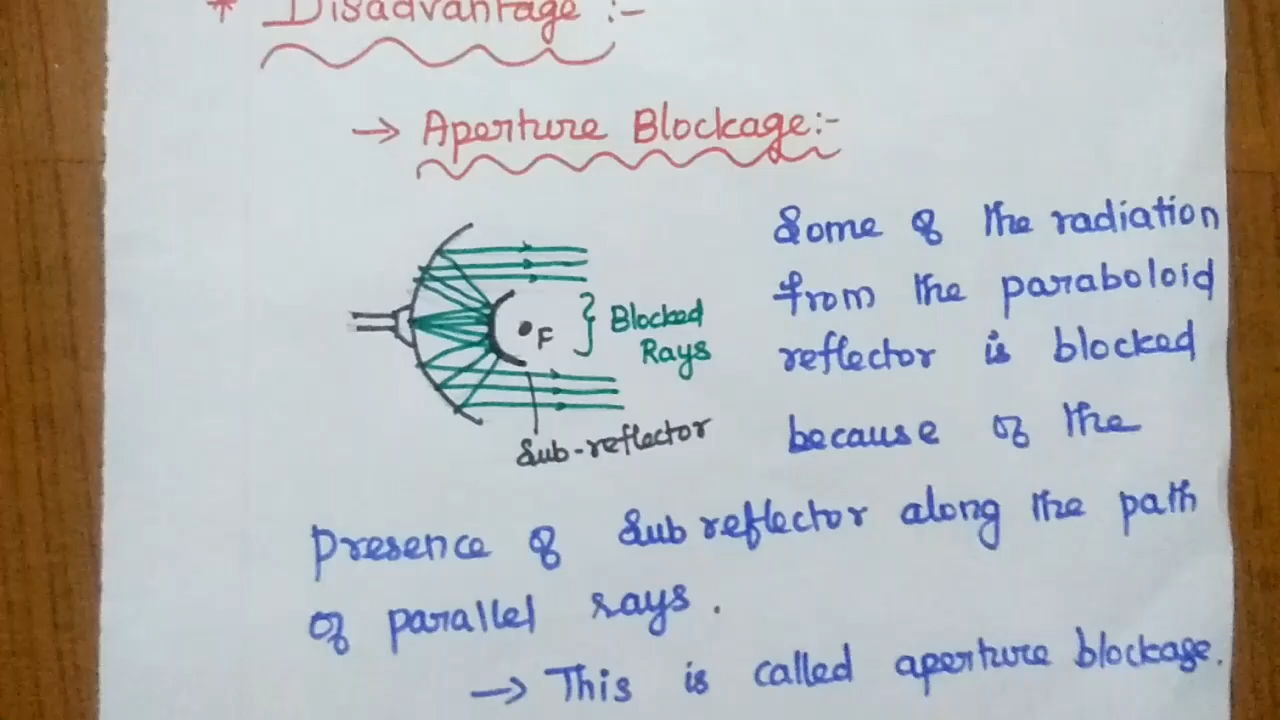 * Disadvantage :-
→ Aperture Blockage:-
Some of the radiation
from the paraboloid
reflector is blocked
because of the
presence of Sub reflector along the path
of parallel rays.
→ This is called aperture blockage.
F
} Blocked
Rays
Sub-reflector